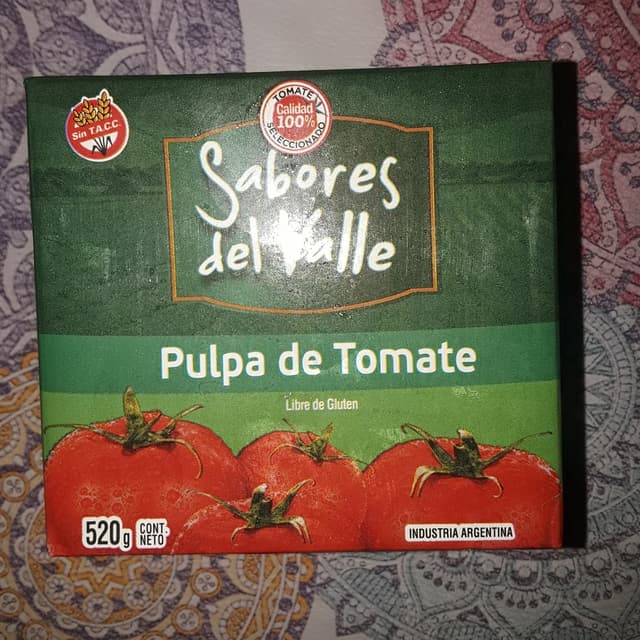 Sin T.A.C.C.
TOMATE
Calidad
100%
SELECCIONADO
Sabores
del Valle
Pulpa de Tomate
Libre de Gluten
520g
CONT.
NETO
INDUSTRIA ARGENTINA